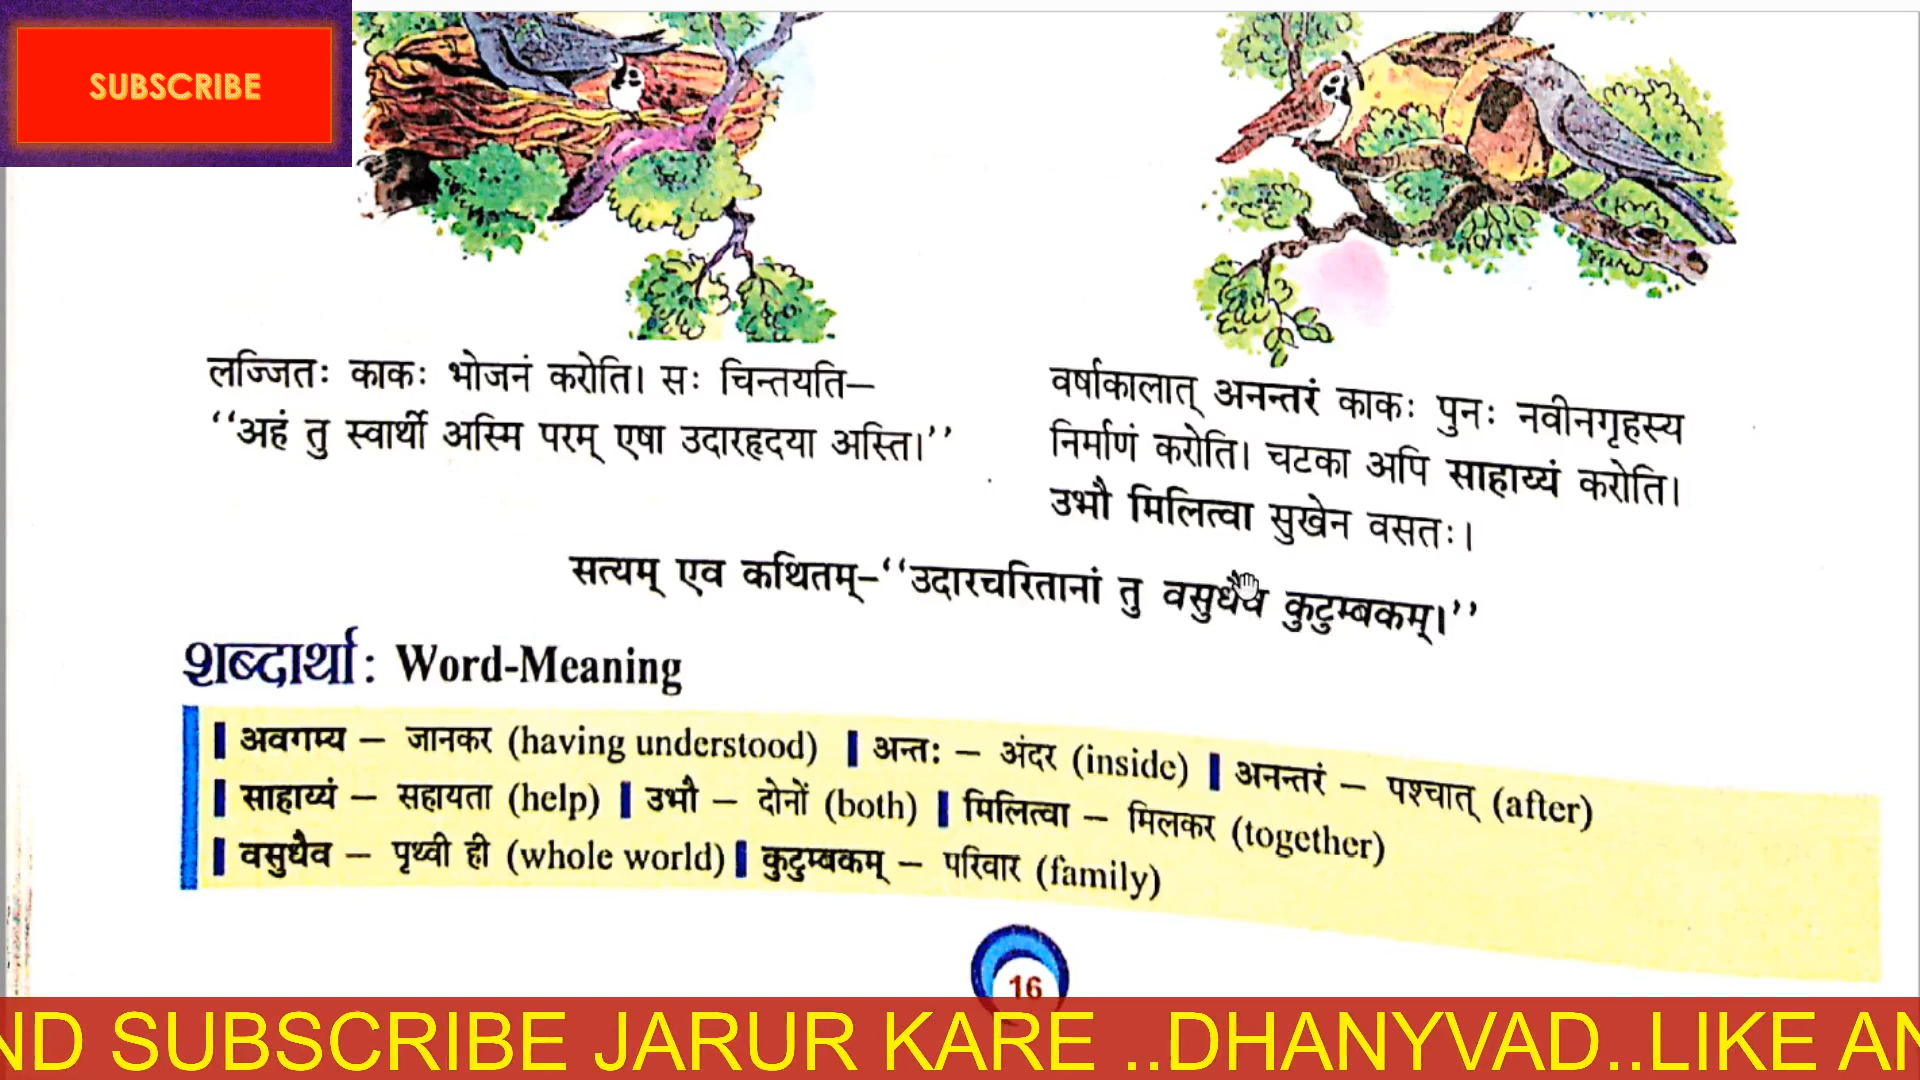 SUBSCRIBE
लज्जितः काकः भोजनं करोति। सः चिन्तयति–
‘‘अहं तु स्वार्थी अस्मि परम् एषा उदारहृदया अस्ति।’’
वर्षाकालात् अनन्तरं काकः पुनः नवीनगृहस्य
निर्माणं करोति। चटका अपि साहाय्यं करोति।
उभौ मिलित्वा सुखेन वसतः।
सत्यम् एव कथितम्–‘‘उदारचरितानां तु वसुधैव कुटुम्बकम्।’’
शब्दार्थाः Word-Meaning
अवगम्य – जानकर (having understood) अन्तः – अंदर (inside) अनन्तरं – पश्चात् (after)
साहाय्यं – सहायता (help) उभौ – दोनों (both) मिलित्वा – मिलकर (together)
वसुधैव – पृथ्वी ही (whole world) कुटुम्बकम् – परिवार (family)
16
ND SUBSCRIBE JARUR KARE ..DHANYVAD..LIKE AN